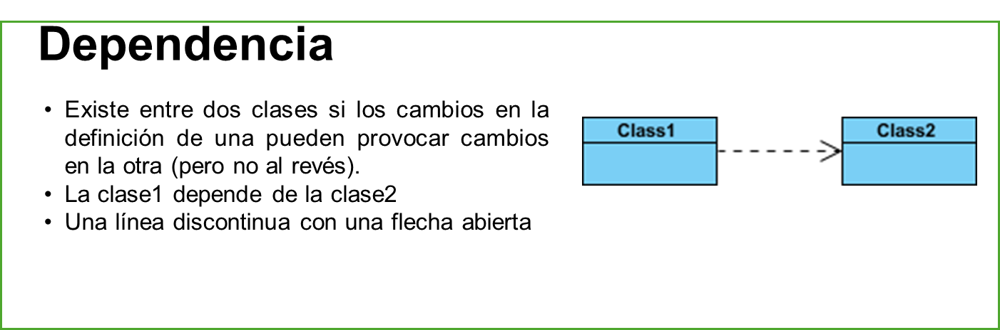 Dependencia
• Existe entre dos clases si los cambios en la
definición de una pueden provocar cambios
en la otra (pero no al revés).
• La clase1 depende de la clase2
• Una línea discontinua con una flecha abierta
Class1
Class2